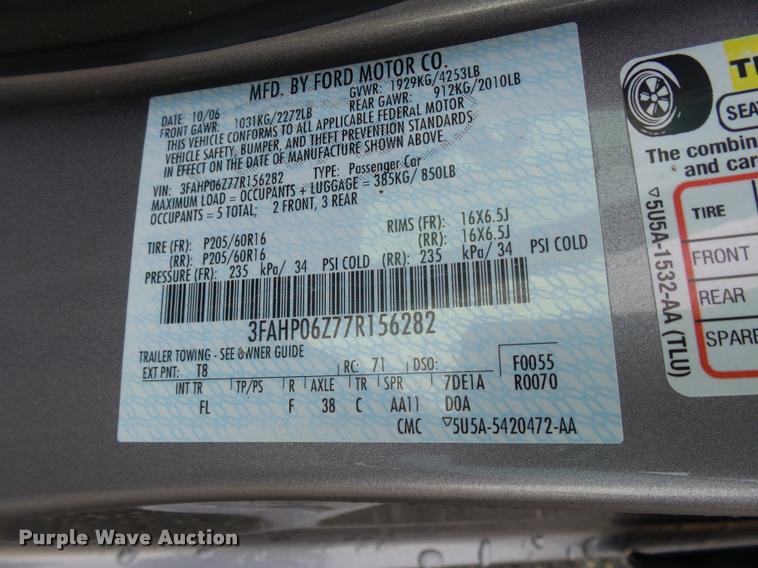 MFD. BY FORD MOTOR CO.
DATE: 10/06 GVWR: 1929KG/4253LB
FRONT GAWR: 1031KG/2272LB REAR GAWR: 912KG/2010LB
THIS VEHICLE CONFORMS TO ALL APPLICABLE FEDERAL MOTOR
VEHICLE SAFETY, BUMPER, AND THEFT PREVENTION STANDARDS
IN EFFECT ON THE DATE OF MANUFACTURE SHOWN ABOVE.
VIN: 3FAHP06Z77R156282 TYPE: Passenger Car
MAXIMUM LOAD = OCCUPANTS + LUGGAGE = 385KG/ 850LB
OCCUPANTS = 5 TOTAL; 2 FRONT, 3 REAR
TIRE (FR): P205/60R16 RIMS (FR): 16X6.5J
(RR): P205/60R16 (RR): 16X6.5J
PRESSURE (FR): 235 kPa/ 34 PSI COLD (RR): 235 kPa/ 34 PSI COLD
3FAHP06Z77R156282
TRAILER TOWING - SEE OWNER GUIDE
EXT PNT: T8 RC: 71 DSO: F0055
INT TR TP/PS R AXLE TR SPR 7DE1A R0070
FL F 38 C AA11 D0A
CMC ▽5U5A-5420472-AA
▽5U5A-1532-AA (TLU)
SEA
The combin
and car
TIRE
FRONT
REAR
SPARE
Purple Wave Auction